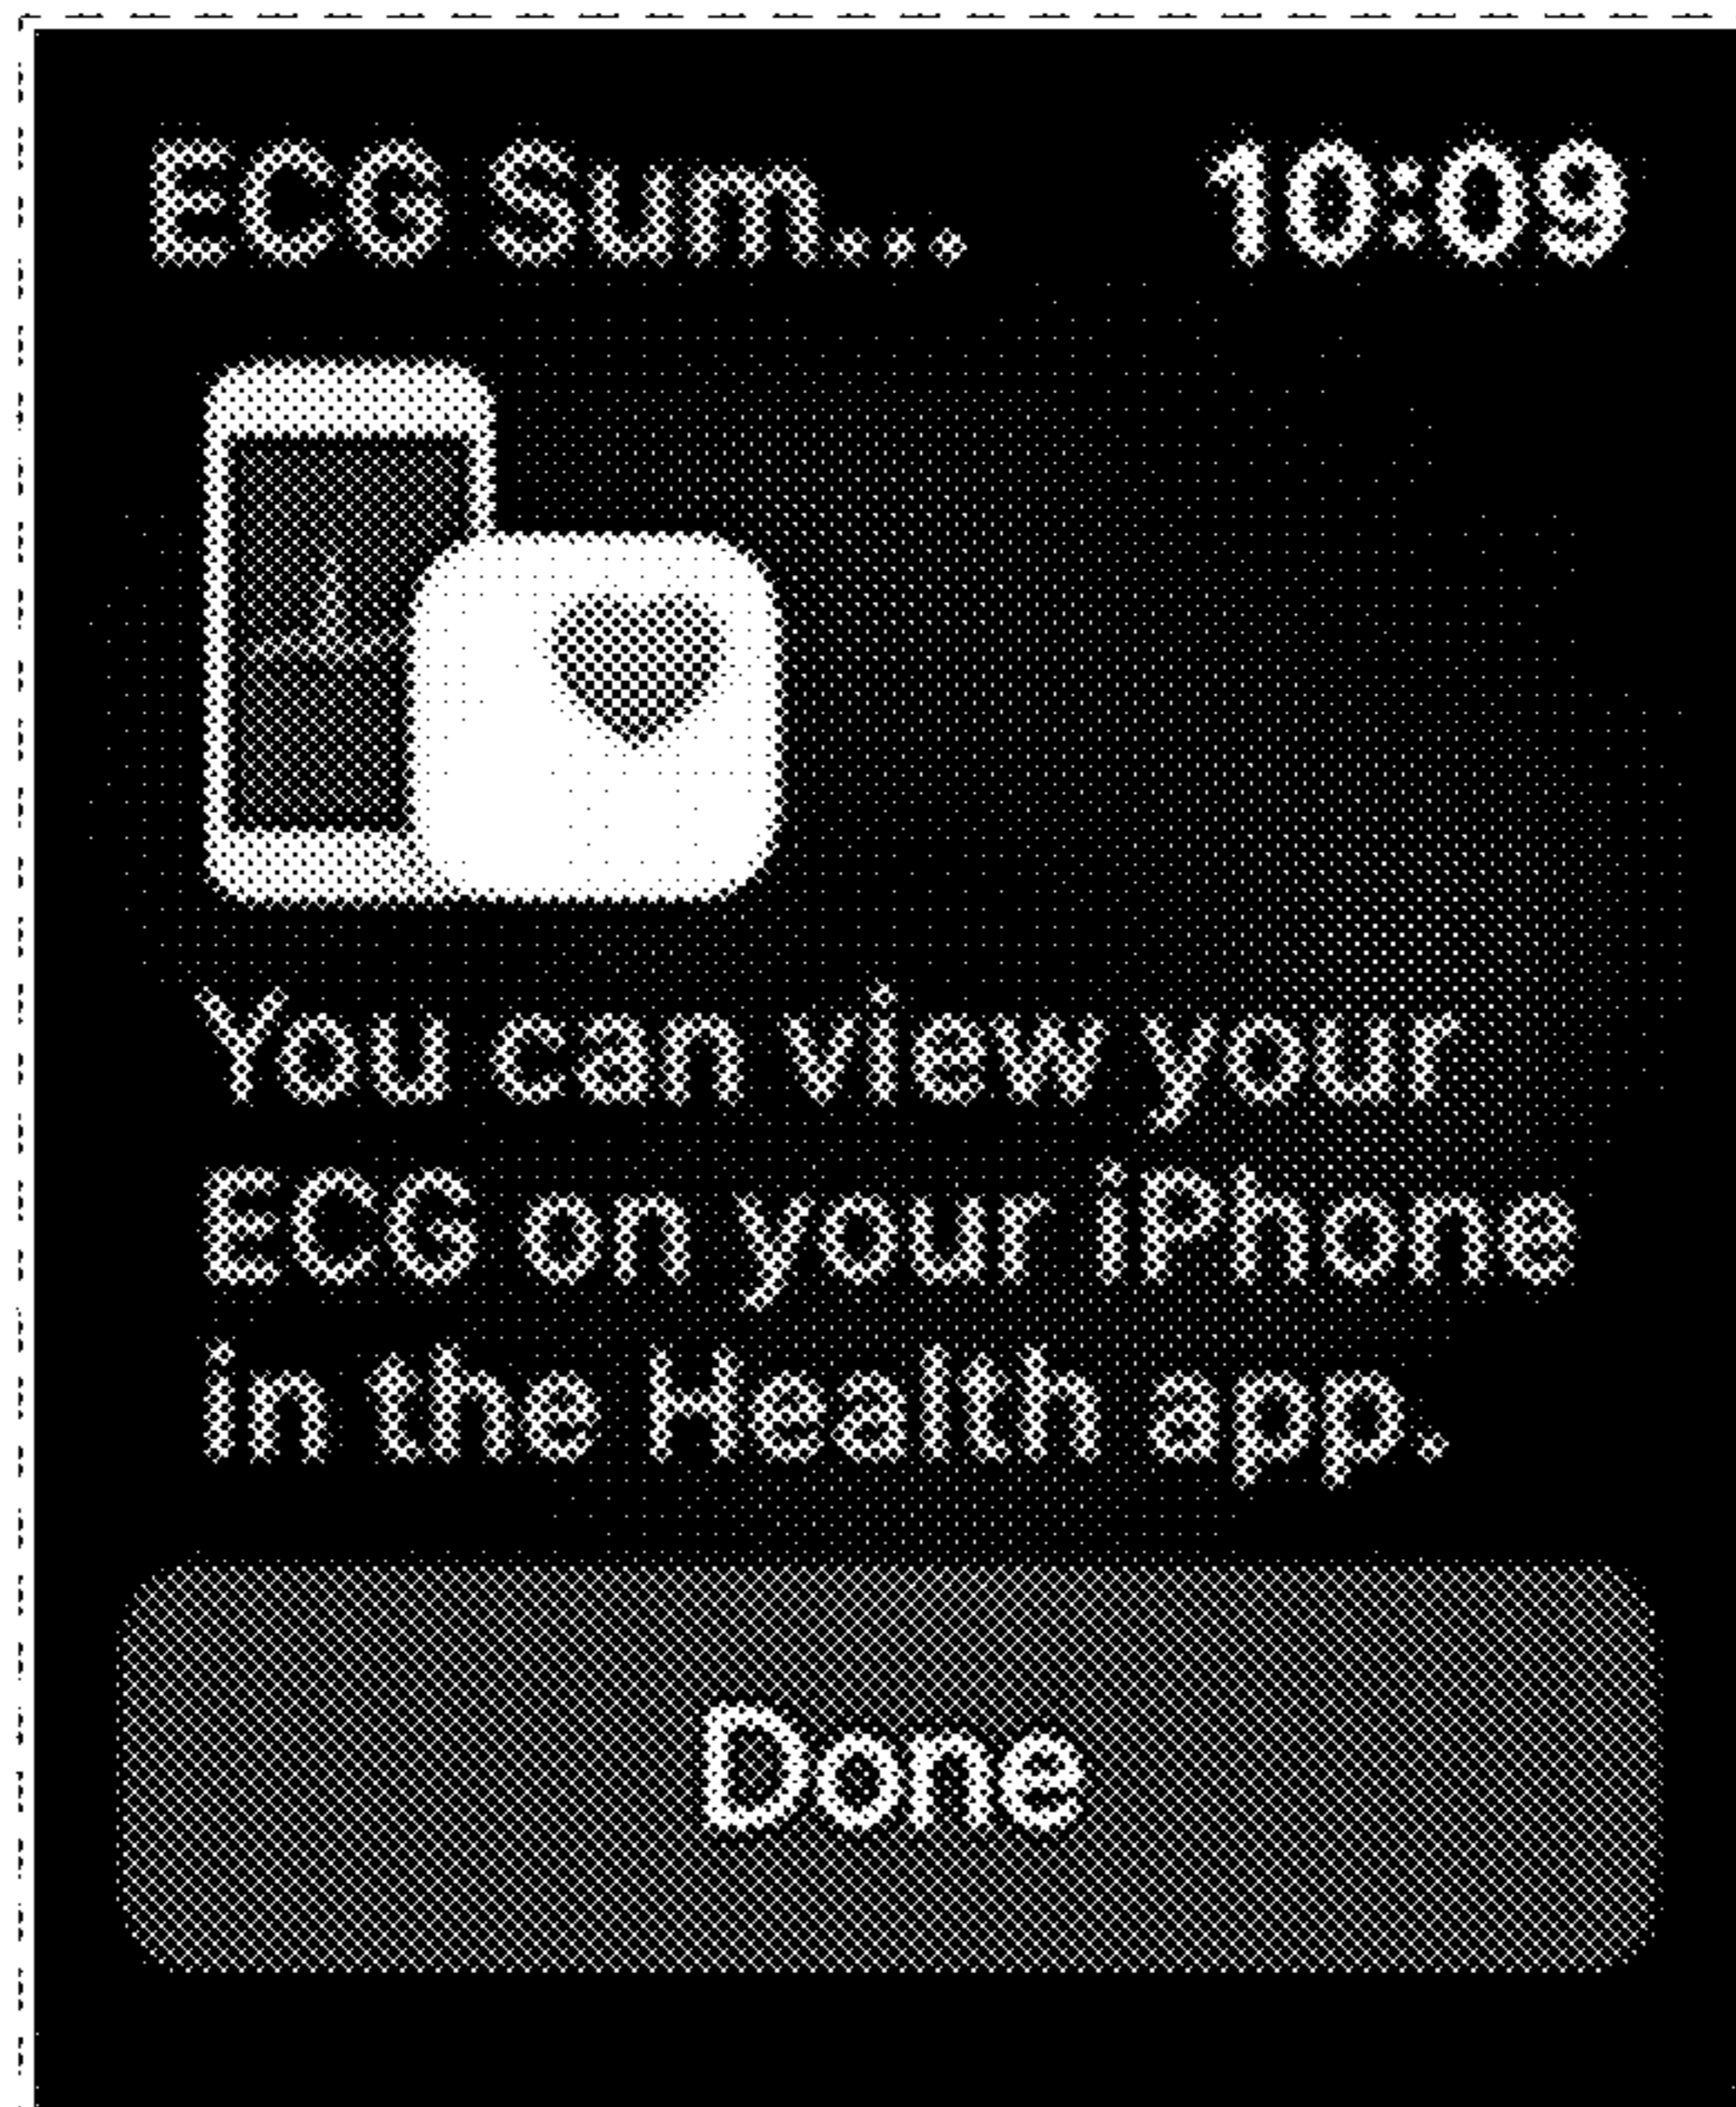 ECG Sum... 10:09
You can view your
ECG on your iPhone
in the Health app.
Done